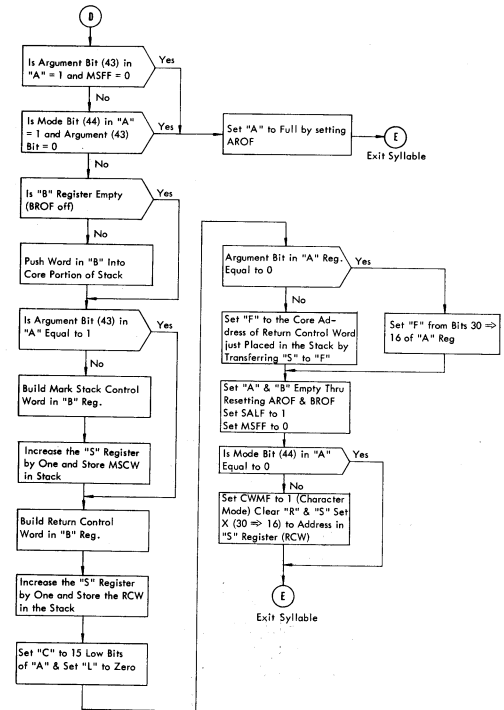 D
Is Argument Bit (43) in
"A" = 1 and MSFF = 0
Yes
No
Is Mode Bit (44) in "A"
= 1 and Argument (43)
Bit = 0
Yes
Set "A" to Full by setting
AROF
E
Exit Syllable
No
Is "B" Register Empty
(BROF off)
Yes
No
Push Word in "B" Into
Core Portion of Stack
Is Argument Bit (43) in
"A" Equal to 1
Yes
No
Build Mark Stack Control
Word in "B" Reg.
Increase the "S" Register
by One and Store MSCW
in Stack
Build Return Control
Word in "B" Reg.
Increase the "S" Register
by One and Store the RCW
in the Stack
Set "C" to 15 Low Bits
of "A" & Set "L" to Zero
Argument Bit in "A" Reg.
Equal to 0
Yes
No
Set "F" to the Core Ad-
dress of Return Control Word
just Placed in the Stack by
Transferring "S" to "F"
Set "F" from Bits 30 ⇒
16 of "A" Reg
Set "A" & "B" Empty Thru
Resetting AROF & BROF
Set SALF to 1
Set MSFF to 0
Is Mode Bit (44) in "A"
Equal to 0
Yes
No
Set CWMF to 1 (Character
Mode) Clear "R" & "S" Set
X (30 ⇒ 16) to Address in
"S" Register (RCW)
E
Exit Syllable